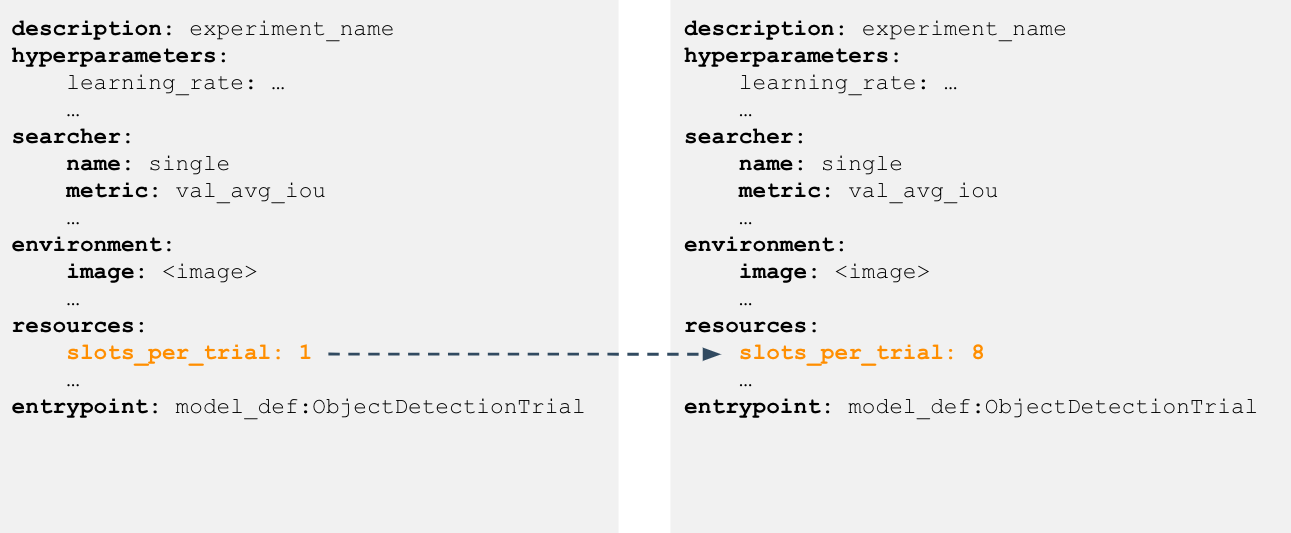 description: experiment_name
hyperparameters:
    learning_rate: …
    …
searcher:
    name: single
    metric: val_avg_iou
    …
environment:
    image: <image>
    …
resources:
    slots_per_trial: 1
    …
entrypoint: model_def:ObjectDetectionTrial
description: experiment_name
hyperparameters:
    learning_rate: …
    …
searcher:
    name: single
    metric: val_avg_iou
    …
environment:
    image: <image>
    …
resources:
    slots_per_trial: 8
    …
entrypoint: model_def:ObjectDetectionTrial